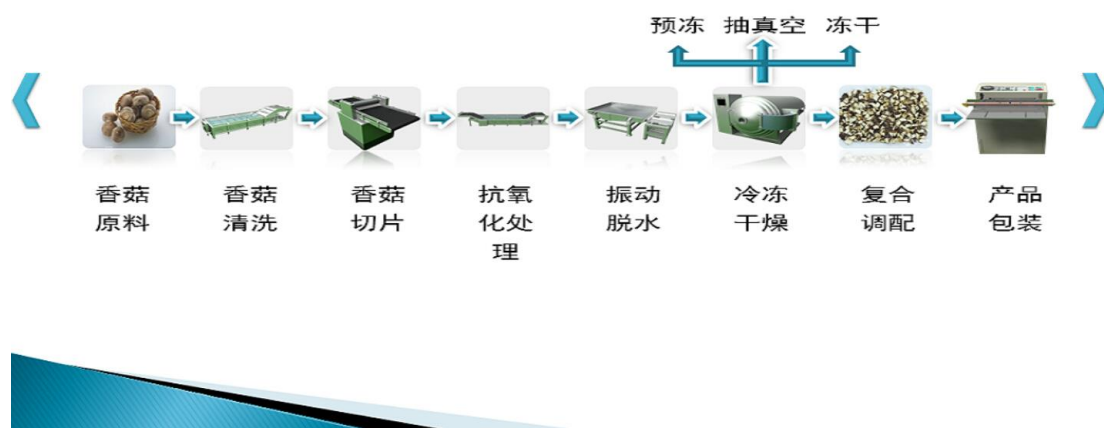 预冻 抽真空 冻干
香菇
原料
香菇
清洗
香菇
切片
抗氧
化处
理
振动
脱水
冷冻
干燥
复合
调配
产品
包装